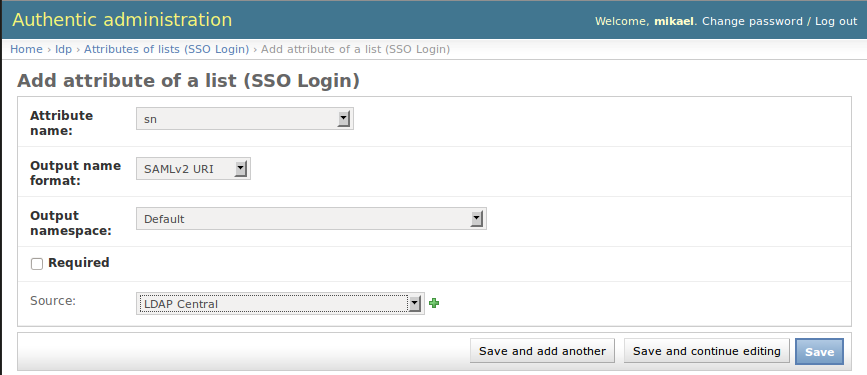 Authentic administration
Welcome, mikael. Change password / Log out
Home › Idp › Attributes of lists (SSO Login) › Add attribute of a list (SSO Login)
Add attribute of a list (SSO Login)
Attribute name: sn
Output name format: SAMLv2 URI
Output namespace: Default
Required
Source: LDAP Central
Save and add another Save and continue editing Save